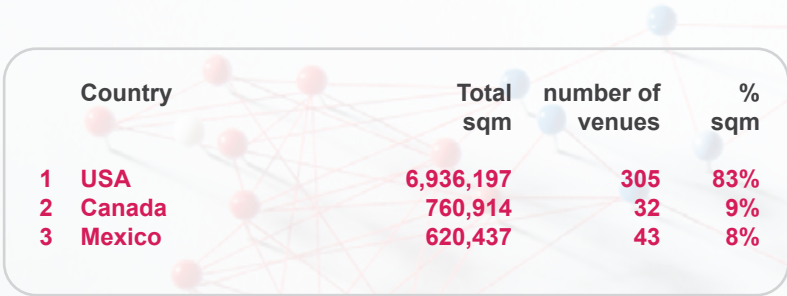 Country Total number of %
sqm venues sqm
1 USA 6,936,197 305 83%
2 Canada 760,914 32 9%
3 Mexico 620,437 43 8%